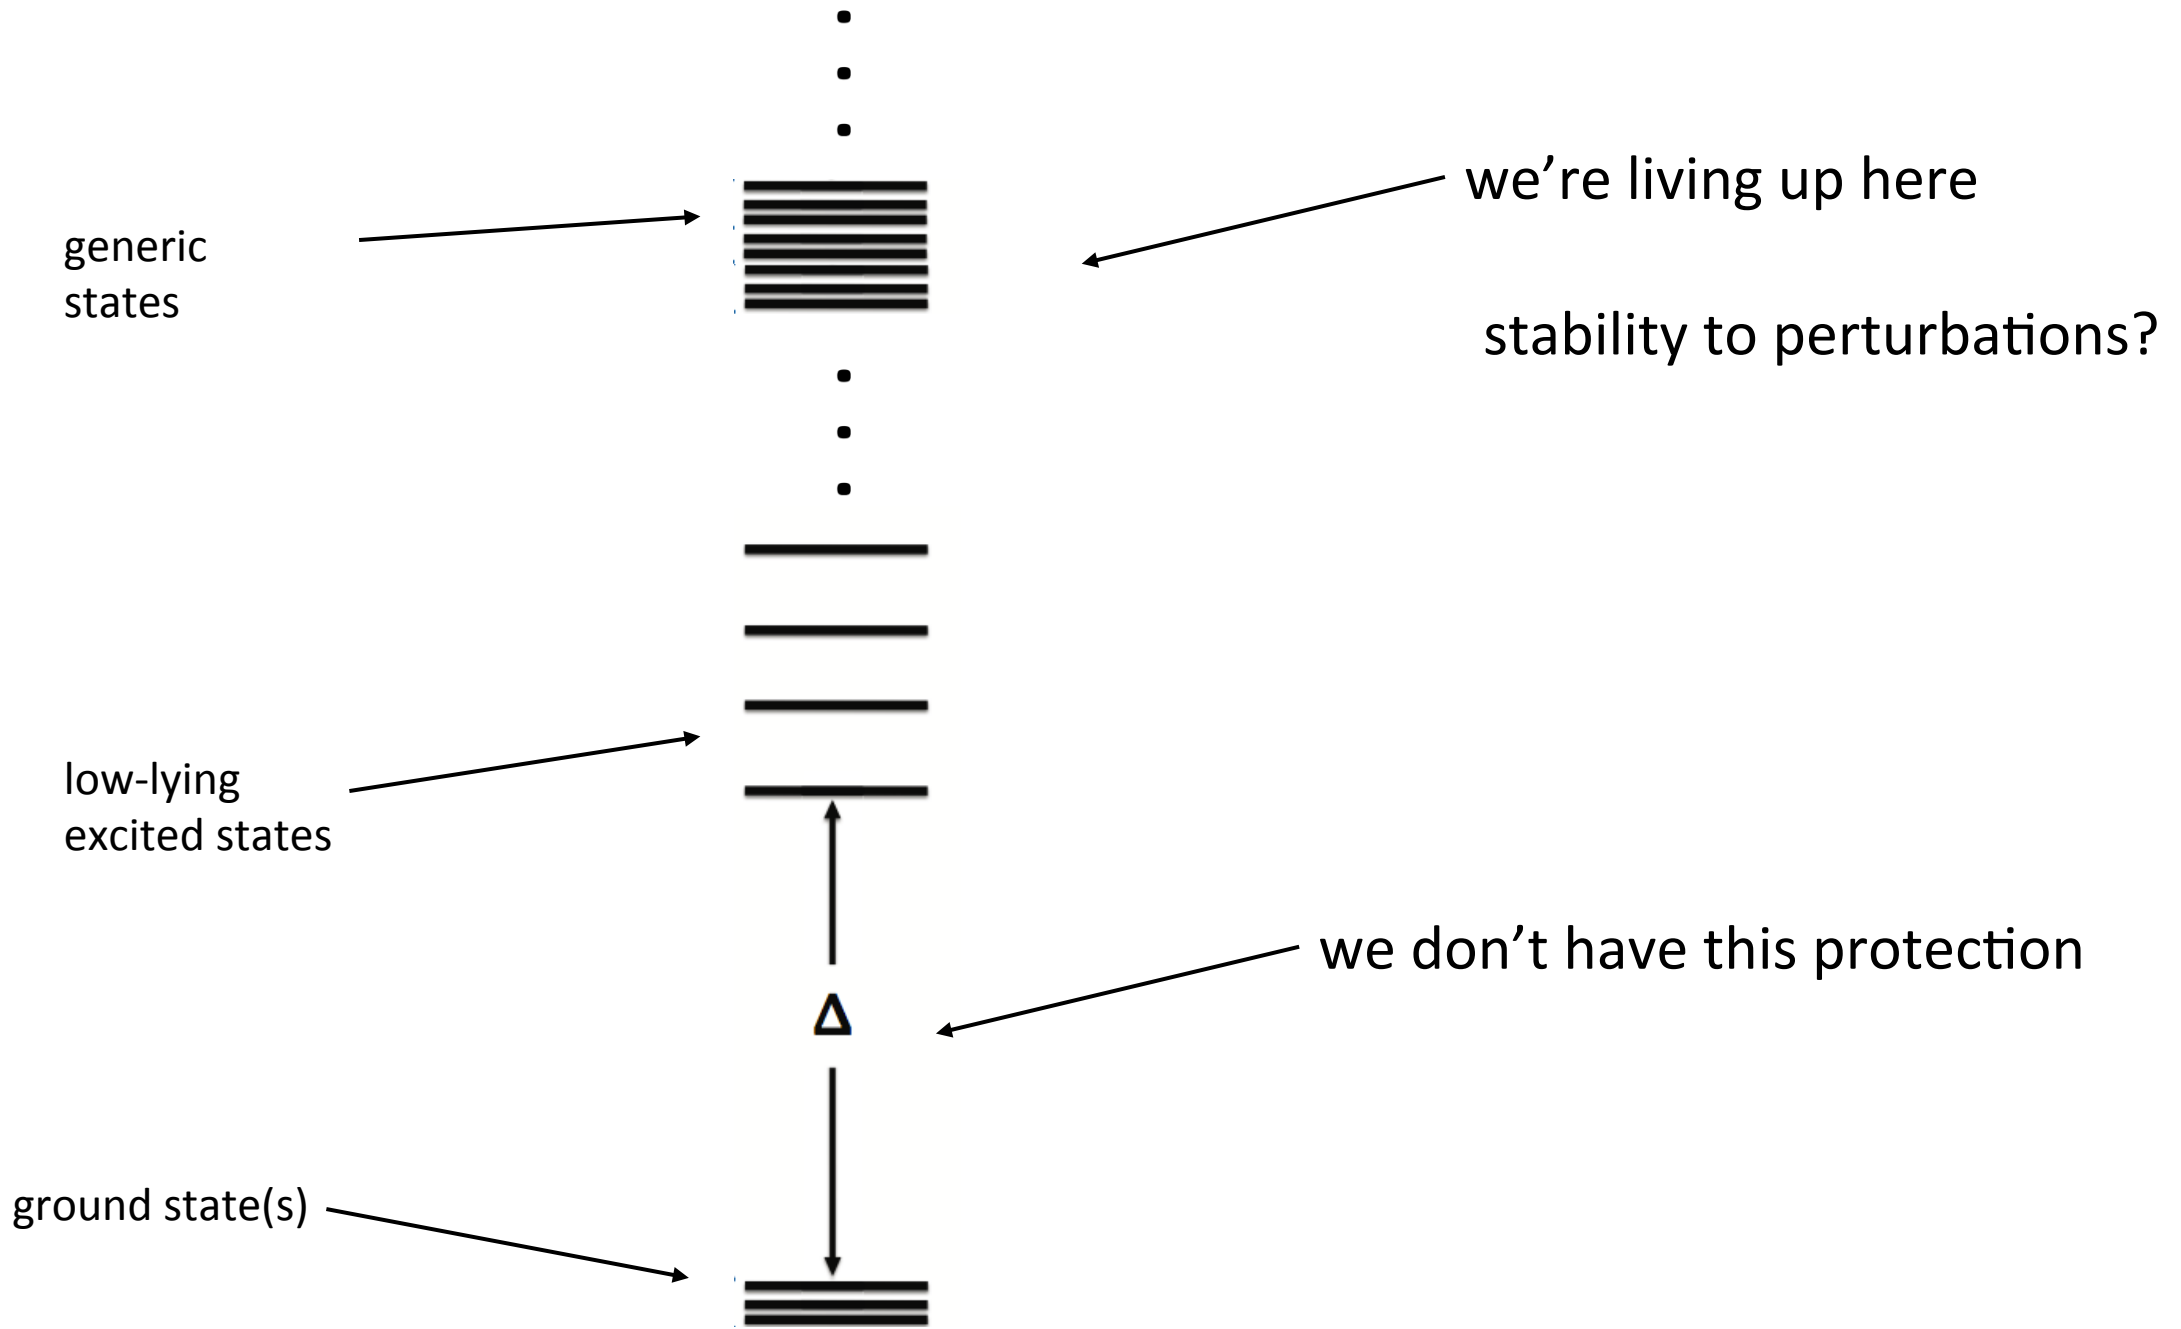 we’re living up here
generic
states
stability to perturbations?
low-lying
excited states
we don’t have this protection
Δ
ground state(s)